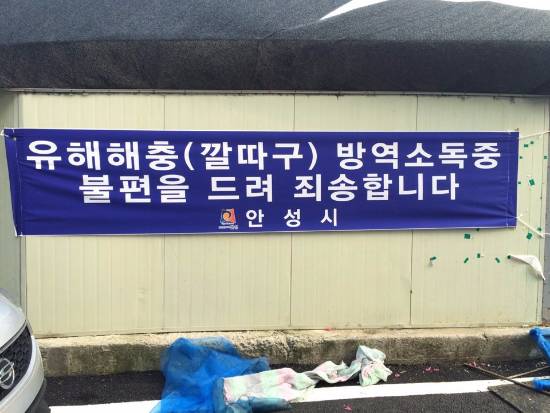 유해해충(깔따구) 방역소독중
불편을 드려 죄송합니다
안성시